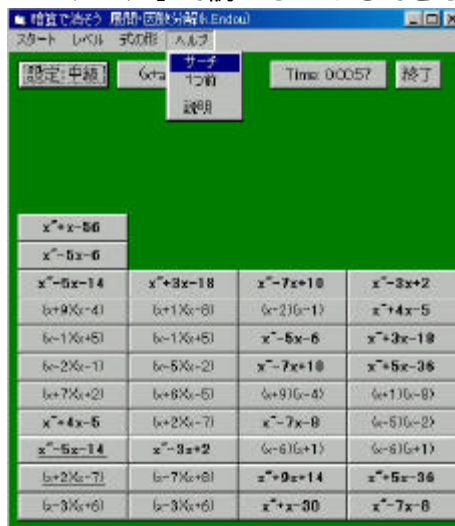 暗算で治そう 展開・因数分解(k.Endou)
スタート レベル 式の形 ヘルプ
サーチ
1つ前
説明
設定:中級
Time: 00057
終了
x²+x-56
x²-5x-6
x²-5x-14 x²+3x-18 x²-7x+10 x²-3x+2
(x+9)(x-4) (x+1)(x-8) (x-2)(x-1) x²+4x-5
(x-1)(x+5) (x-1)(x+5) x²-5x-6 x²+3x-18
(x-2)(x-1) (x-5)(x-2) x²-7x+10 x²+5x-36
(x+7)(x+2) (x+6)(x-5) (x+9)(x-4) (x+1)(x-8)
x²+4x-5 (x+2)(x-7) x²-7x-8 (x-5)(x-2)
x²-5x-14 x²-3x+2 (x-6)(x+1) (x-6)(x+1)
(x+2)(x-7) (x-7)(x+8) x²+9x+14 x²+5x-36
(x-3)(x+6) (x-3)(x+6) x²+x-30 x²-7x-8